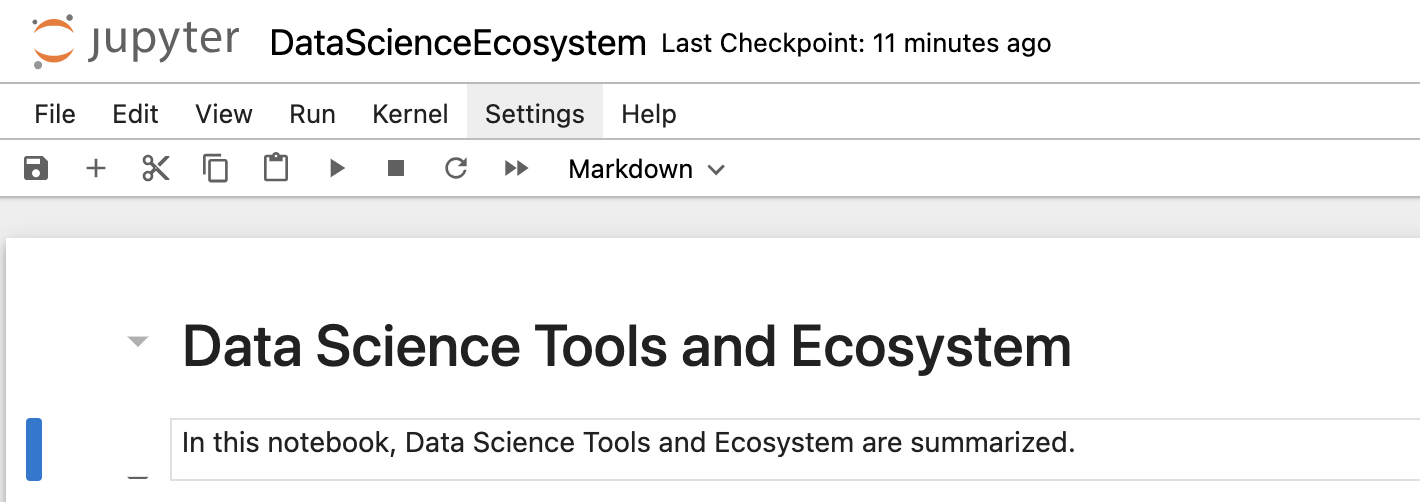 jupyter DataScienceEcosystem Last Checkpoint: 11 minutes ago
File Edit View Run Kernel Settings Help
Markdown
Data Science Tools and Ecosystem
In this notebook, Data Science Tools and Ecosystem are summarized.